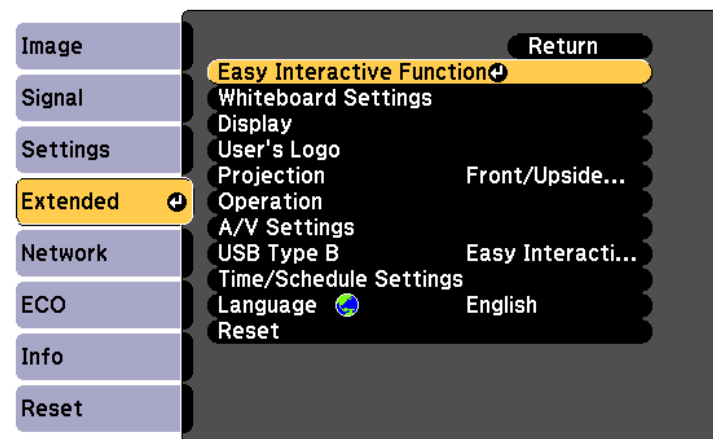 Image
Signal
Settings
Extended
Network
ECO
Info
Reset
Return
Easy Interactive Function
Whiteboard Settings
Display
User's Logo
Projection Front/Upside...
Operation
A/V Settings
USB Type B Easy Interacti...
Time/Schedule Settings
Language English
Reset